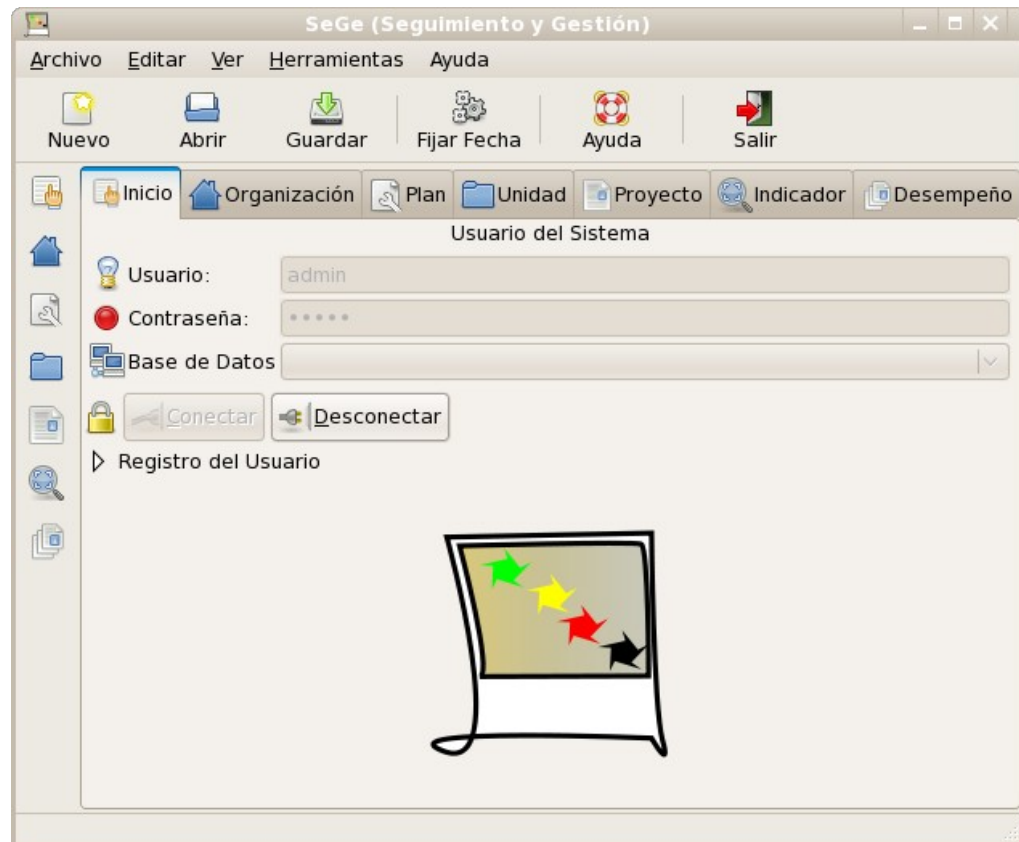 SeGe (Seguimiento y Gestión)
Archivo Editar Ver Herramientas Ayuda
Nuevo Abrir Guardar Fijar Fecha Ayuda Salir
Inicio Organización Plan Unidad Proyecto Indicador Desempeño
Usuario del Sistema
Usuario: admin
Contraseña: •••••
Base de Datos
Conectar Desconectar
Registro del Usuario